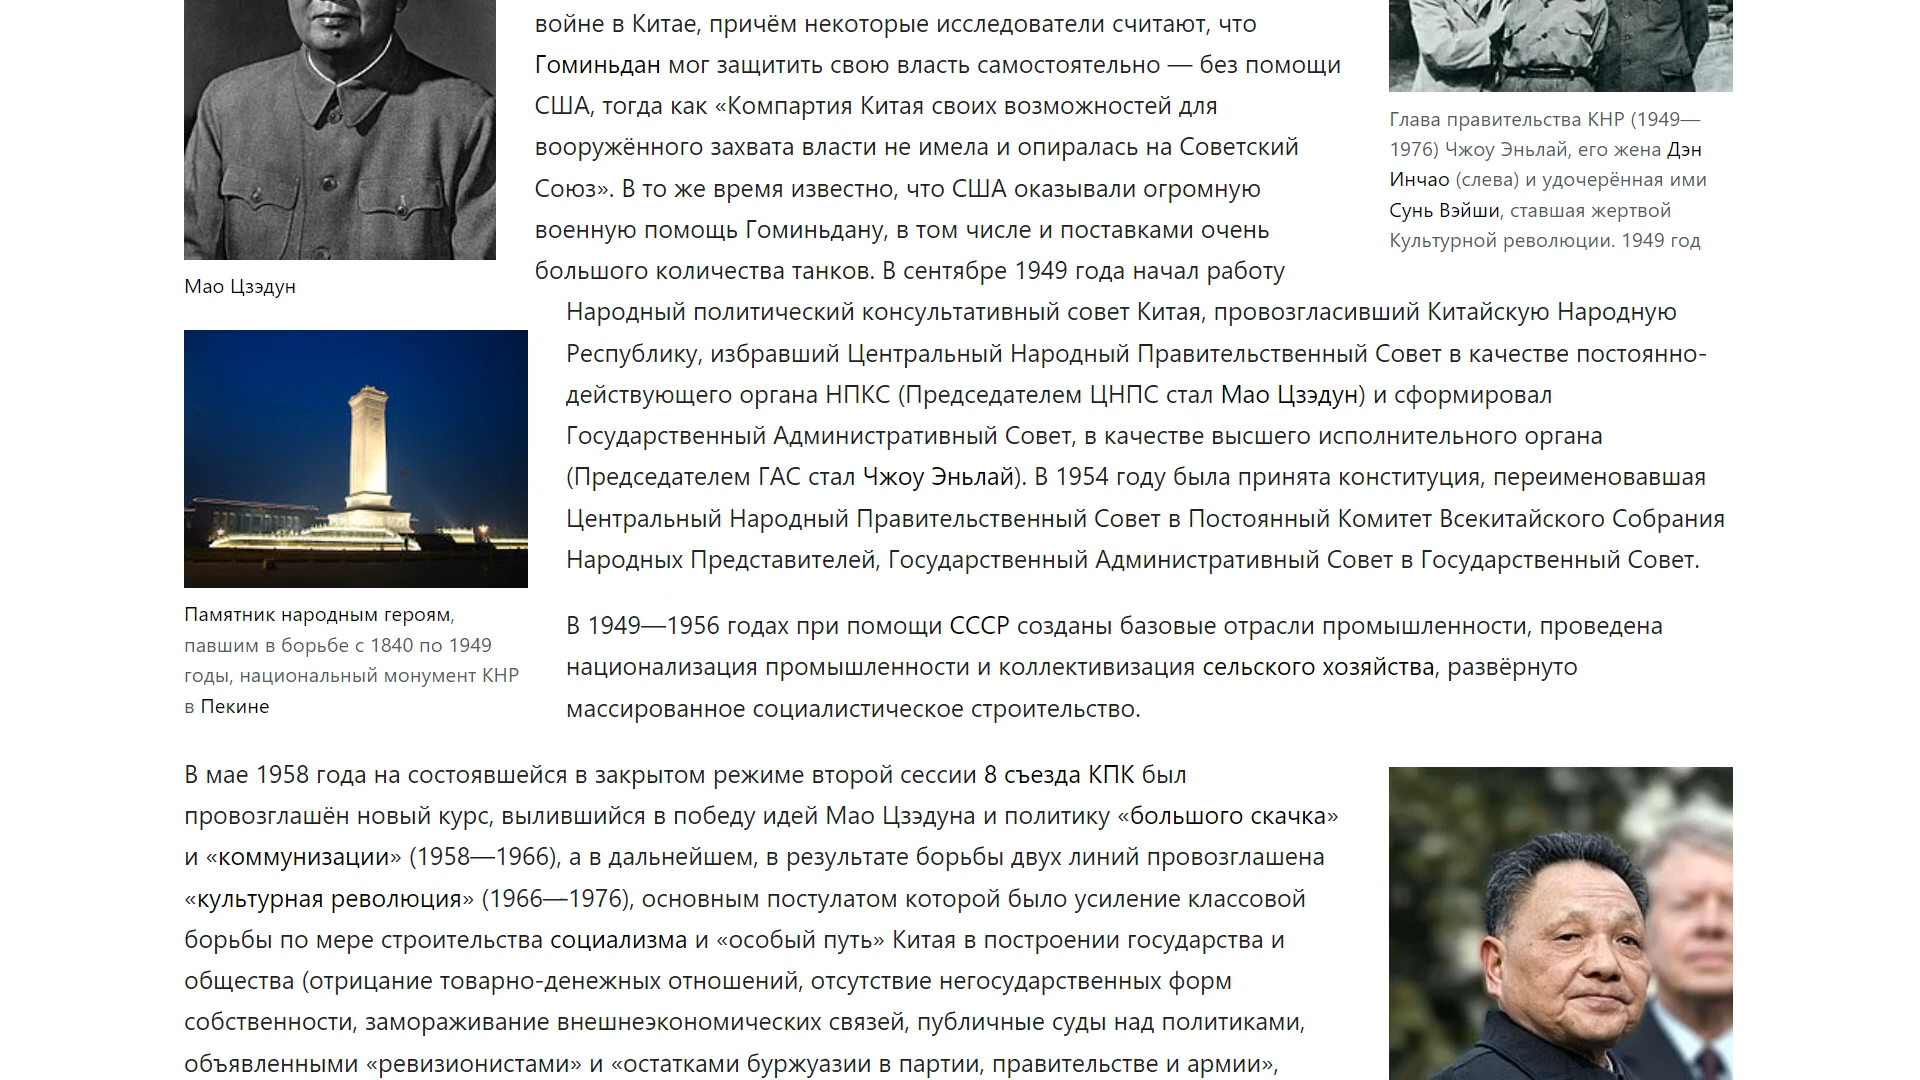 войне в Китае, причём некоторые исследователи считают, что
Гоминьдан мог защитить свою власть самостоятельно — без помощи
США, тогда как «Компартия Китая своих возможностей для
вооружённого захвата власти не имела и опиралась на Советский
Союз». В то же время известно, что США оказывали огромную
военную помощь Гоминьдану, в том числе и поставками очень
большого количества танков. В сентябре 1949 года начал работу
Народный политический консультативный совет Китая, провозгласивший Китайскую Народную
Республику, избравший Центральный Народный Правительственный Совет в качестве постоянно-
действующего органа НПКС (Председателем ЦНПС стал Мао Цзэдун) и сформировал
Государственный Административный Совет, в качестве высшего исполнительного органа
(Председателем ГАС стал Чжоу Эньлай). В 1954 году была принята конституция, переименовавшая
Центральный Народный Правительственный Совет в Постоянный Комитет Всекитайского Собрания
Народных Представителей, Государственный Административный Совет в Государственный Совет.
Глава правительства КНР (1949—
1976) Чжоу Эньлай, его жена Дэн
Инчао (слева) и удочерённая ими
Сунь Вэйши, ставшая жертвой
Культурной революции. 1949 год
Мао Цзэдун
Памятник народным героям,
павшим в борьбе с 1840 по 1949
годы, национальный монумент КНР
в Пекине
В 1949—1956 годах при помощи СССР созданы базовые отрасли промышленности, проведена
национализация промышленности и коллективизация сельского хозяйства, развёрнуто
массированное социалистическое строительство.
В мае 1958 года на состоявшейся в закрытом режиме второй сессии 8 съезда КПК был
провозглашён новый курс, вылившийся в победу идей Мао Цзэдуна и политику «большого скачка»
и «коммунизации» (1958—1966), а в дальнейшем, в результате борьбы двух линий провозглашена
«культурная революция» (1966—1976), основным постулатом которой было усиление классовой
борьбы по мере строительства социализма и «особый путь» Китая в построении государства и
общества (отрицание товарно-денежных отношений, отсутствие негосударственных форм
собственности, замораживание внешнеэкономических связей, публичные суды над политиками,
объявленными «ревизионистами» и «остатками буржуазии в партии, правительстве и армии»,